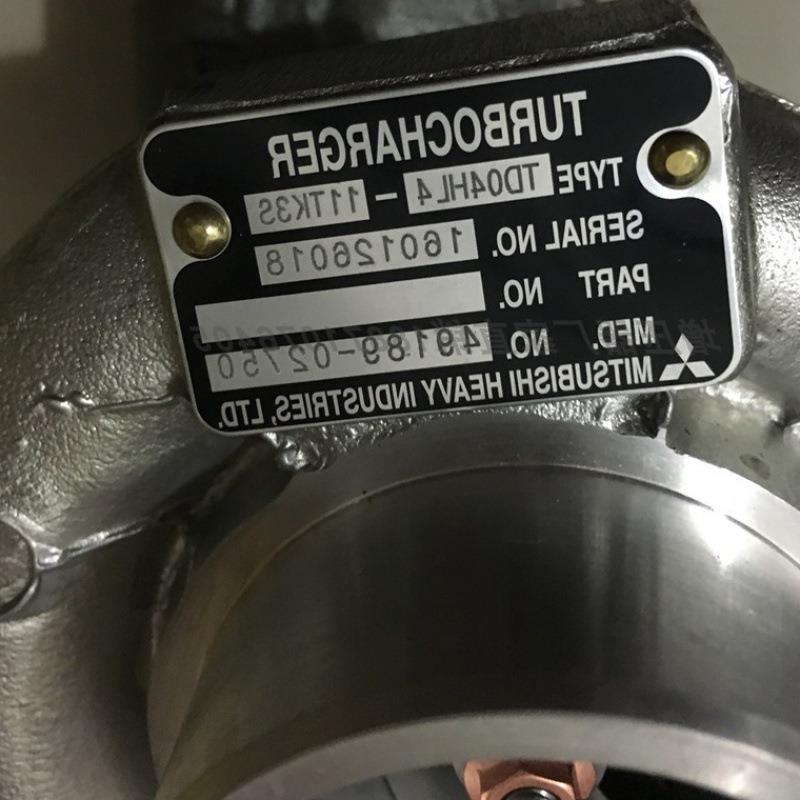 TURBOCHARGER
TYPE TD04HL4 - 11TK3S
SERIAL NO. 160126018
PART NO.
MFD. NO. 49189-02750
MITSUBISHI HEAVY INDUSTRIES, LTD.